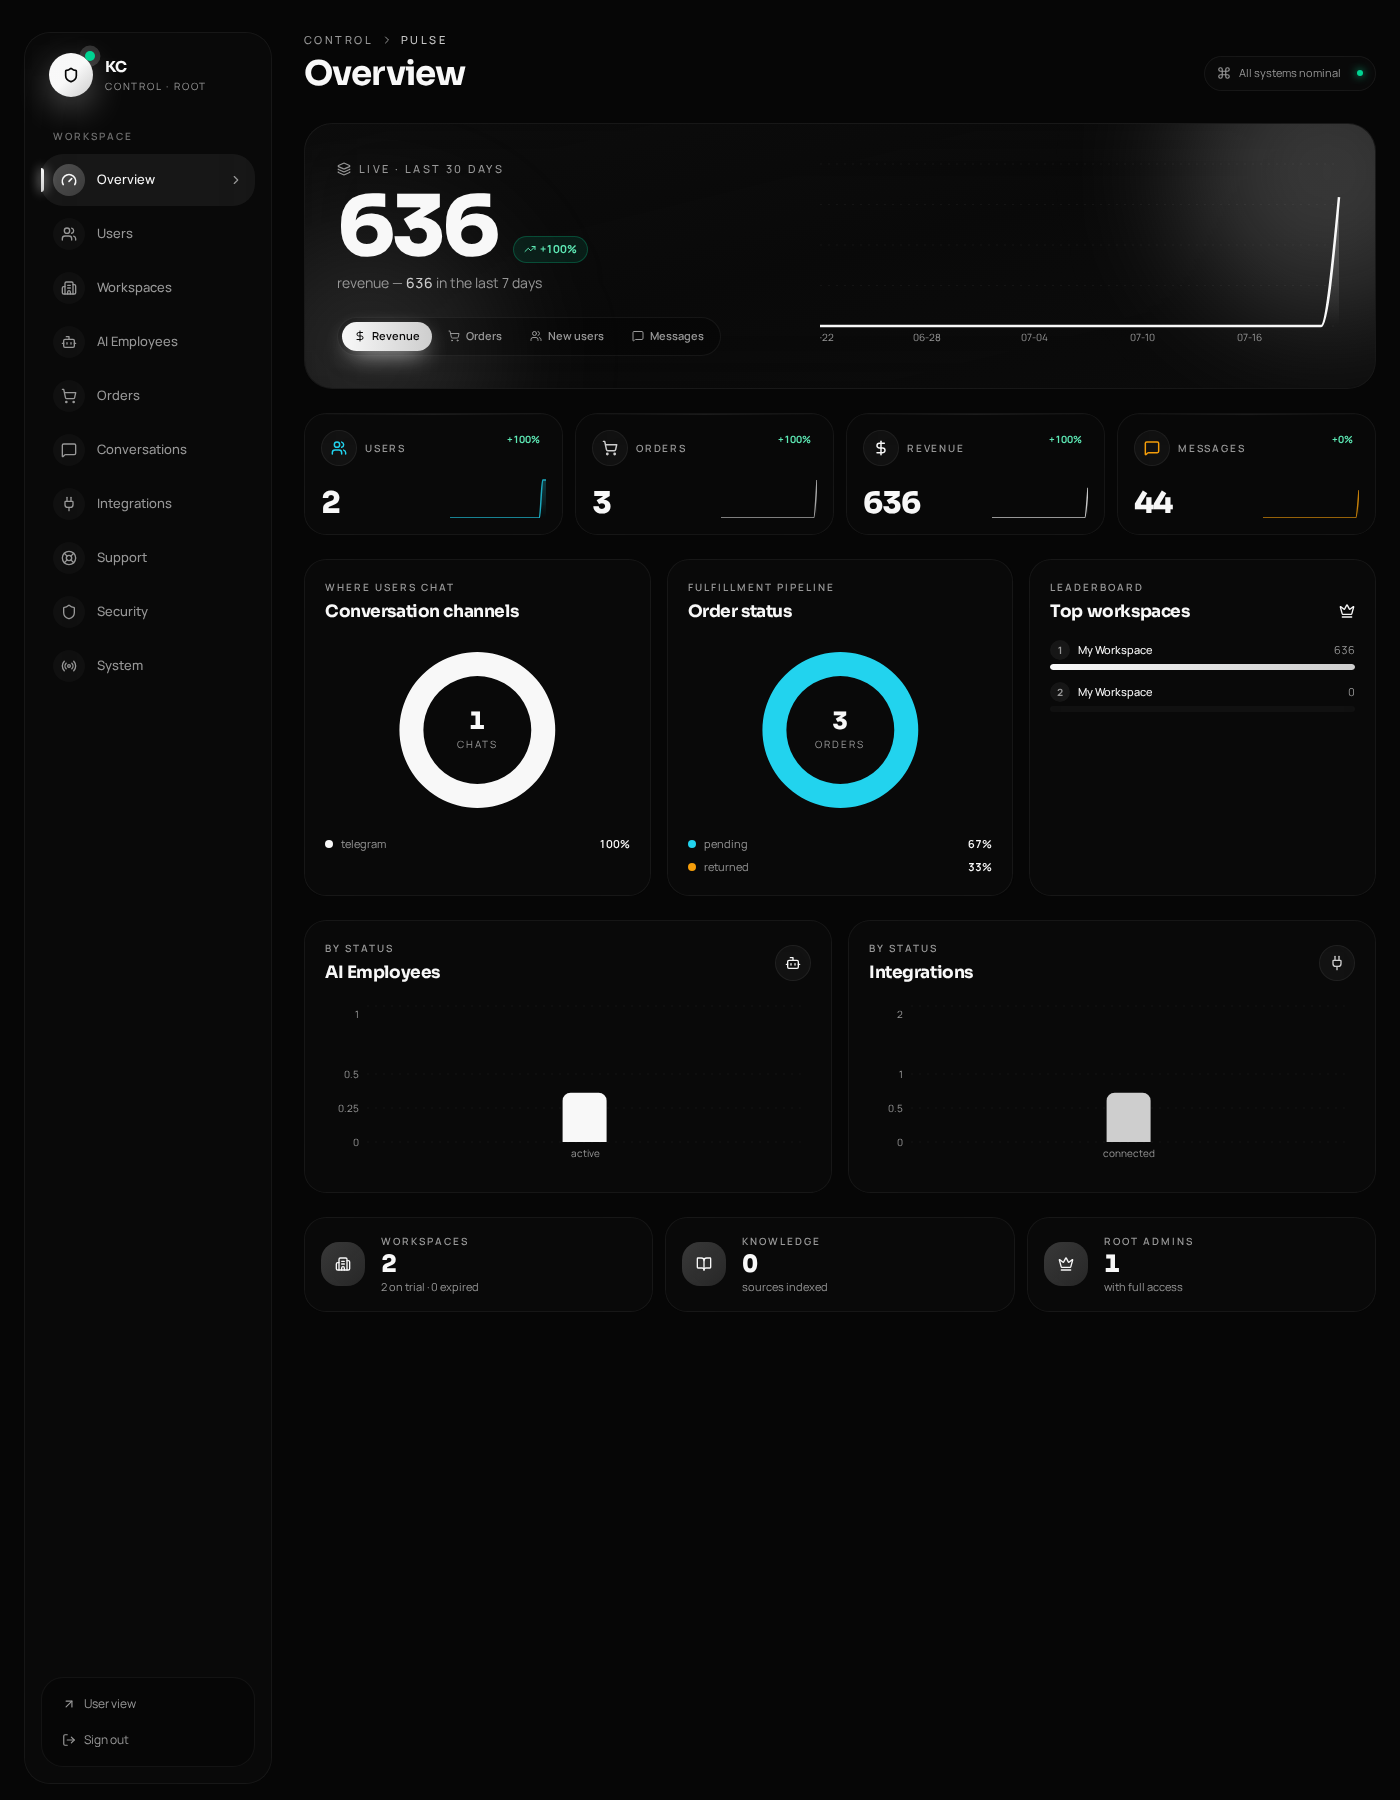 KC
CONTROL · ROOT
WORKSPACE
Overview
Users
Workspaces
AI Employees
Orders
Conversations
Integrations
Support
Security
System
User view
Sign out
CONTROL > PULSE
Overview
All systems nominal
LIVE · LAST 30 DAYS
636 +100%
revenue — 636 in the last 7 days
Revenue Orders New users Messages
-22 06-28 07-04 07-10 07-16
USERS +100%
2
ORDERS +100%
3
REVENUE +100%
636
MESSAGES +0%
44
WHERE USERS CHAT
Conversation channels
1
CHATS
telegram 100%
FULFILLMENT PIPELINE
Order status
3
ORDERS
pending 67%
returned 33%
LEADERBOARD
Top workspaces
1 My Workspace 636
2 My Workspace 0
BY STATUS
AI Employees
1
0.5
0.25
0
active
BY STATUS
Integrations
2
1
0.5
0
connected
WORKSPACES
2
2 on trial · 0 expired
KNOWLEDGE
0
sources indexed
ROOT ADMINS
1
with full access